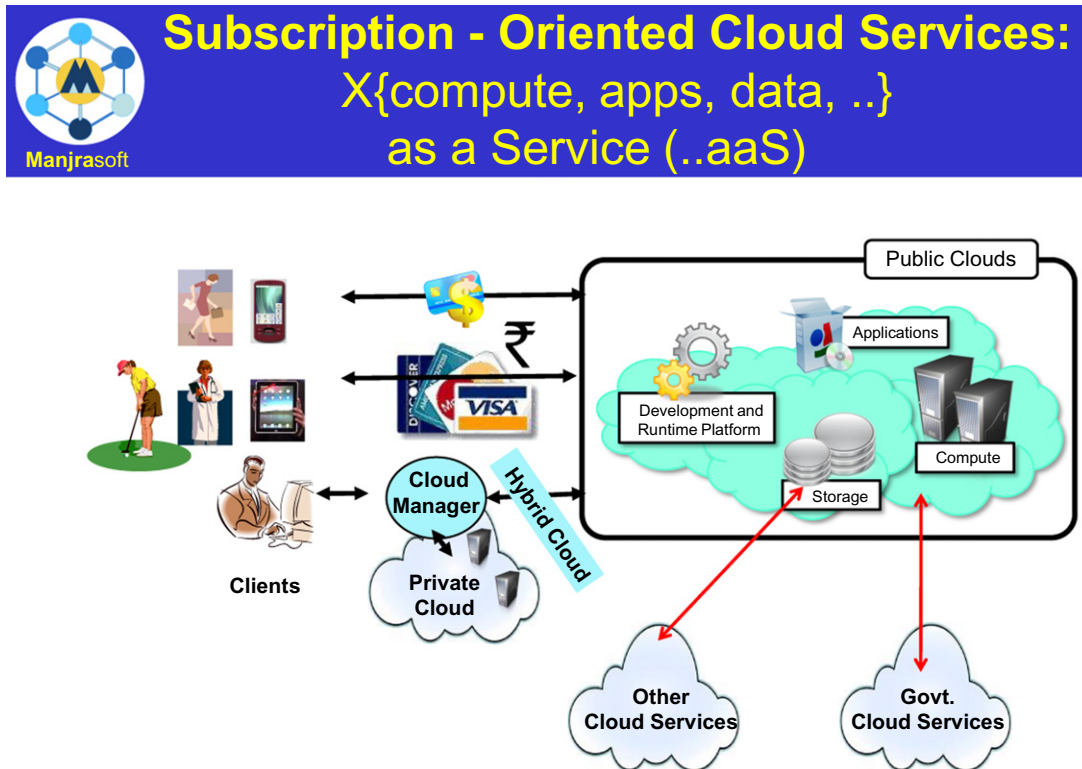 Subscription - Oriented Cloud Services:
X{compute, apps, data, ..}
as a Service (..aaS)
Manjrasoft
Public Clouds
Applications
Development and
Runtime Platform
Compute
Storage
₹
$
DISCOVER
VISA
Cloud
Manager
Hybrid Cloud
Private
Cloud
Clients
Other
Cloud Services
Govt.
Cloud Services